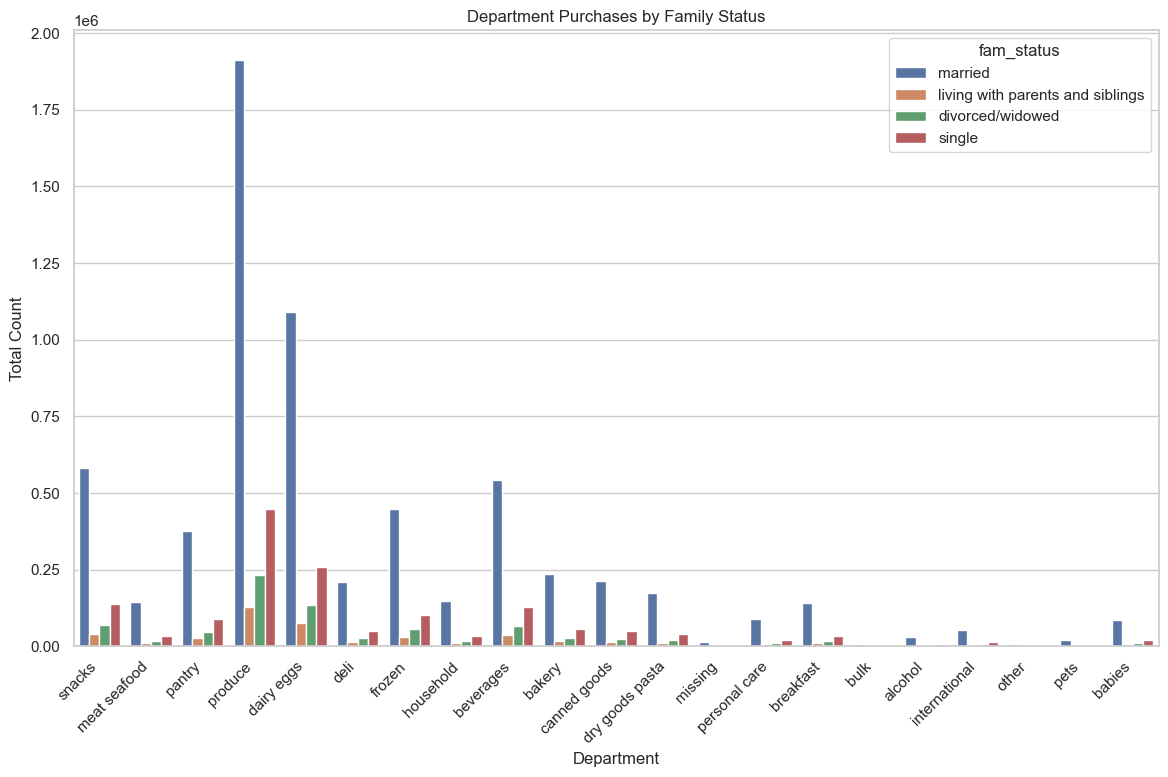 Department Purchases by Family Status
1e6
2.00
1.75
1.50
1.25
1.00
0.75
0.50
0.25
0.00
Total Count
fam_status
married
living with parents and siblings
divorced/widowed
single
snacks
meat seafood
pantry
produce
dairy eggs
deli
frozen
household
beverages
bakery
canned goods
dry goods pasta
missing
personal care
breakfast
bulk
alcohol
international
other
pets
babies
Department